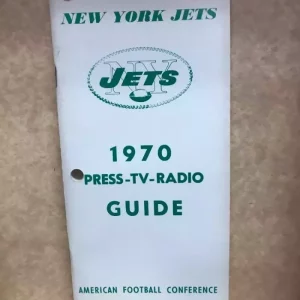 NEW YORK JETS
NY
JETS
1970
PRESS-TV-RADIO
GUIDE
AMERICAN FOOTBALL CONFERENCE